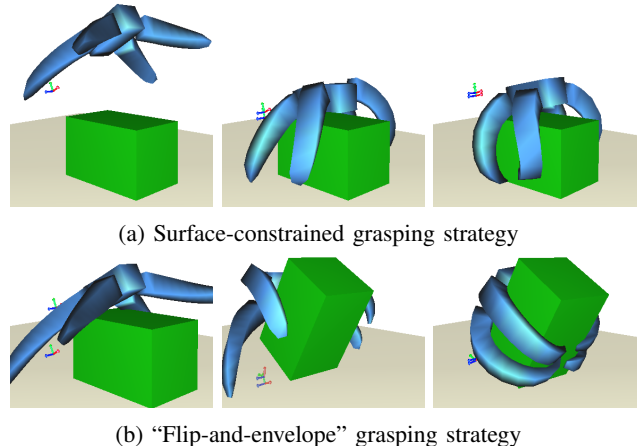 (a) Surface-constrained grasping strategy
(b) “Flip-and-envelope” grasping strategy